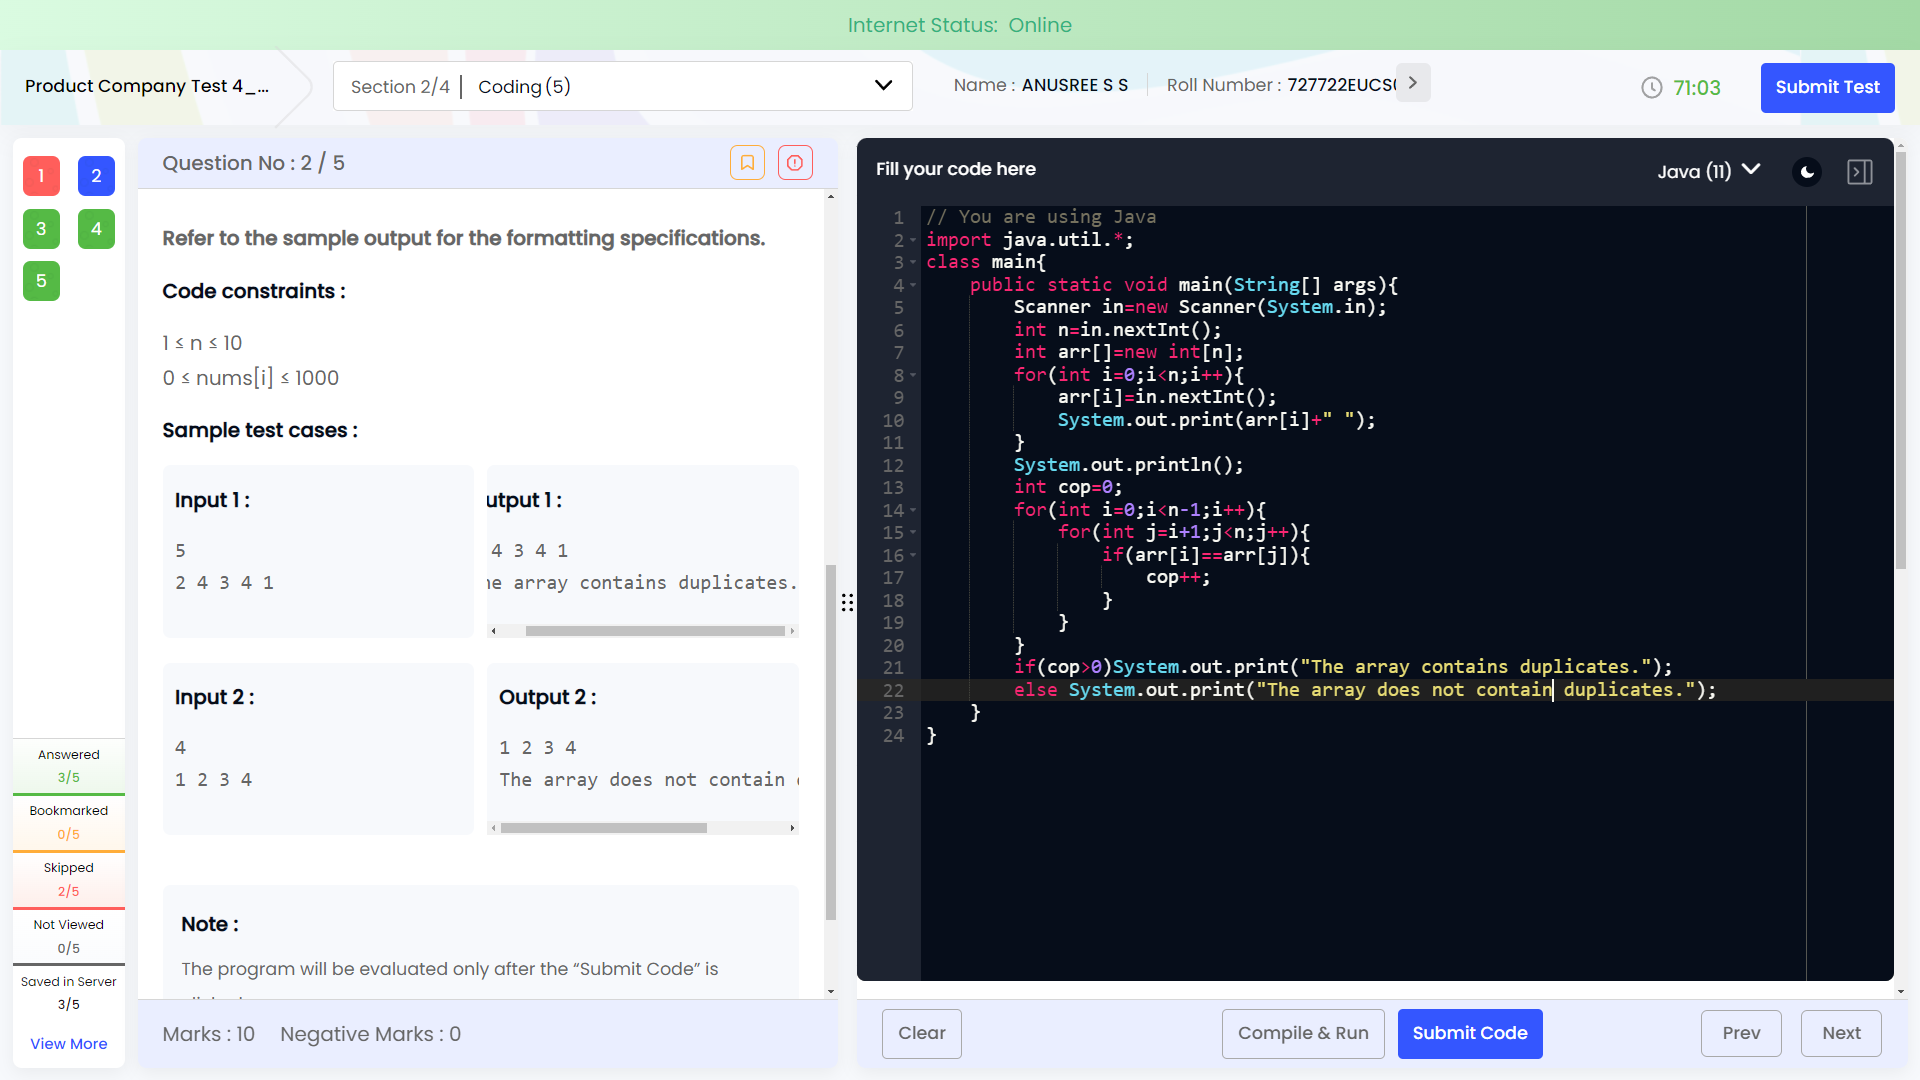 Internet Status: Online
Product Company Test 4_...
Section 2/4 | Coding (5)
Name : ANUSREE S S
Roll Number : 727722EUCS
71:03
Submit Test
1 2
3 4
5
Answered
3/5
Bookmarked
0/5
Skipped
2/5
Not Viewed
0/5
Saved in Server
3/5
View More
Question No : 2 / 5
Refer to the sample output for the formatting specifications.
Code constraints :
1 ≤ n ≤ 10
0 ≤ nums[i] ≤ 1000
Sample test cases :
Input 1 :
5
2 4 3 4 1
utput 1 :
4 3 4 1
he array contains duplicates.
Input 2 :
4
1 2 3 4
Output 2 :
1 2 3 4
The array does not contain
Note :
The program will be evaluated only after the “Submit Code” is
Marks : 10 Negative Marks : 0
Fill your code here
Java (11)
1 // You are using Java
2 import java.util.*;
3 class main{
4 public static void main(String[] args){
5 Scanner in=new Scanner(System.in);
6 int n=in.nextInt();
7 int arr[]=new int[n];
8 for(int i=0;i<n;i++){
9 arr[i]=in.nextInt();
10 System.out.print(arr[i]+" ");
11 }
12 System.out.println();
13 int cop=0;
14 for(int i=0;i<n-1;i++){
15 for(int j=i+1;j<n;j++){
16 if(arr[i]==arr[j]){
17 cop++;
18 }
19 }
20 }
21 if(cop>0)System.out.print("The array contains duplicates.");
22 else System.out.print("The array does not contain duplicates.");
23 }
24 }
Clear
Compile & Run
Submit Code
Prev
Next